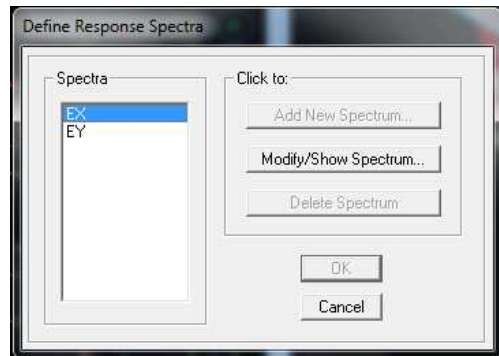 Define Response Spectra
Spectra
EX
EY
Click to:
Add New Spectrum...
Modify/Show Spectrum...
Delete Spectrum
OK
Cancel